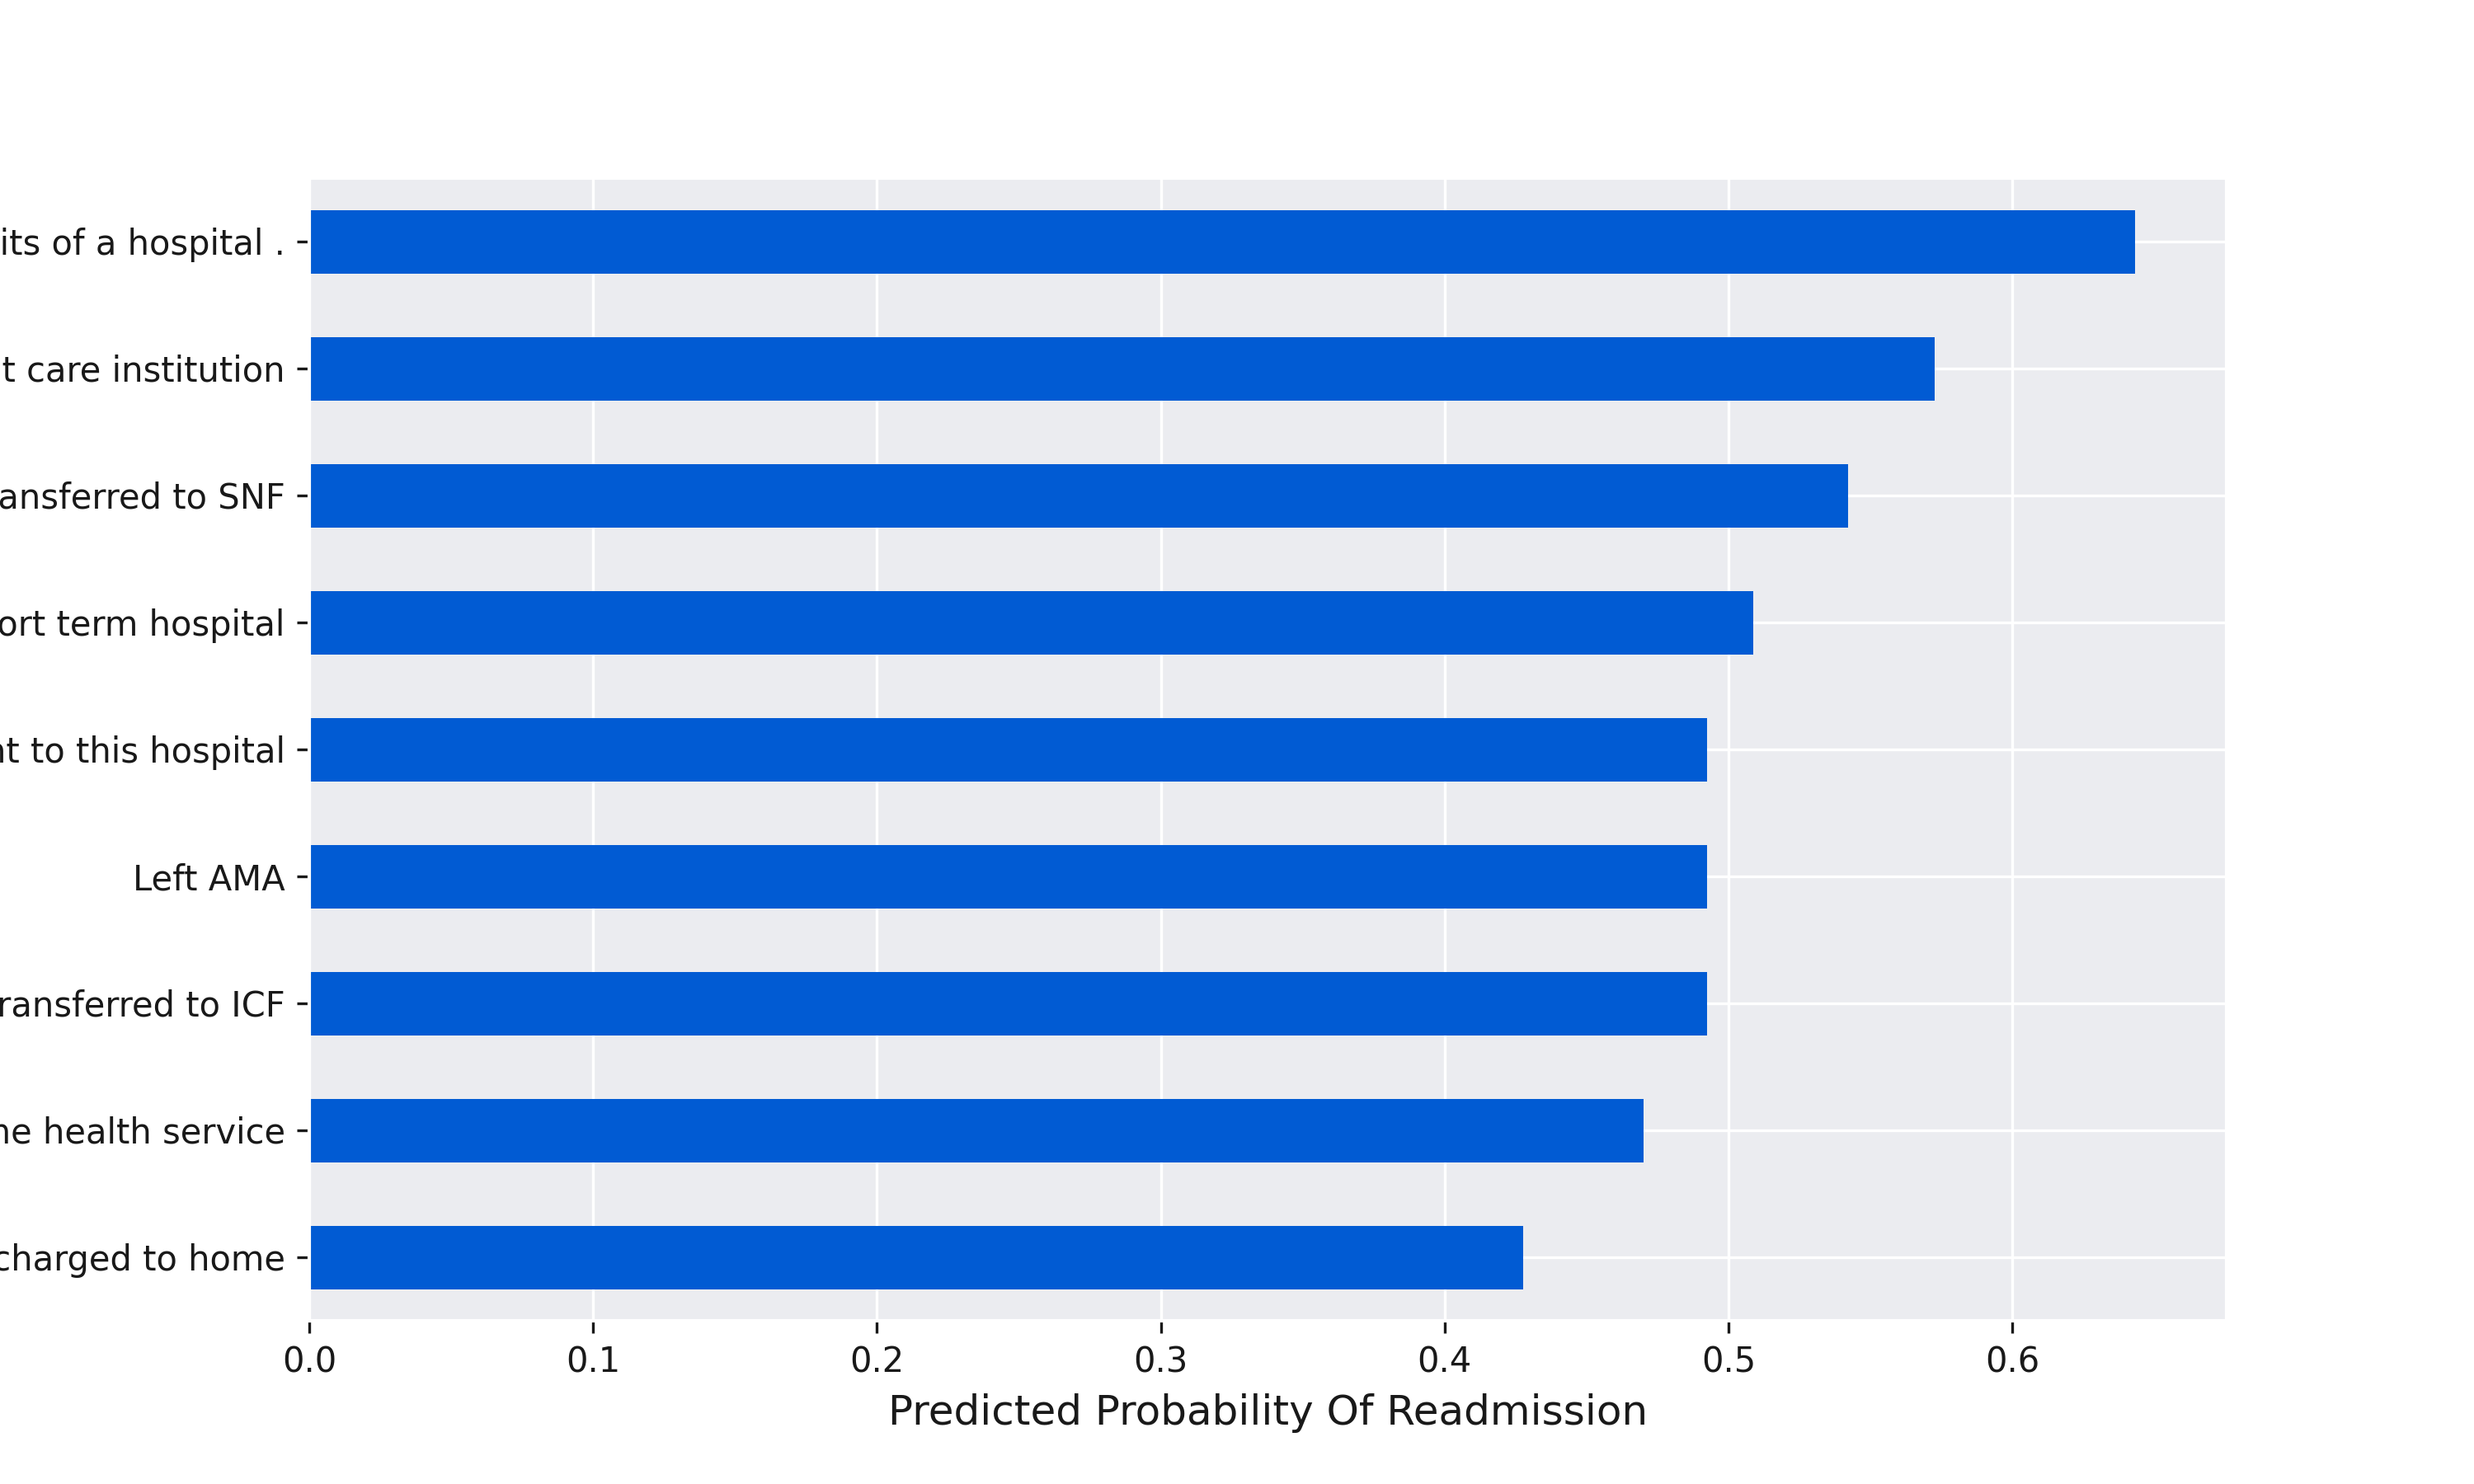 its of a hospital .
t care institution
ansferred to SNF
ort term hospital
to this hospital
Left AMA
ransferred to ICF
health service
charged to home
0.0 0.1 0.2 0.3 0.4 0.5 0.6
Predicted Probability Of Readmission